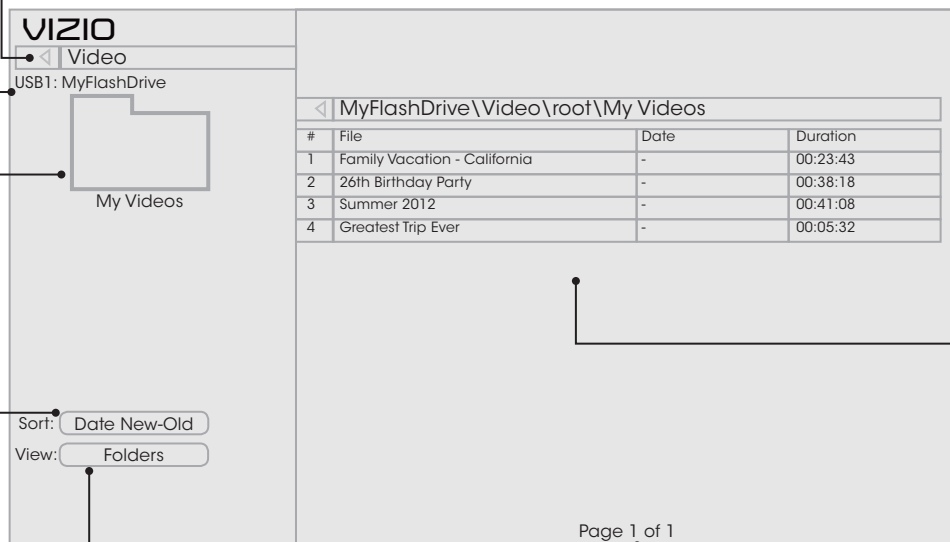 VIZIO
Video
USB1: MyFlashDrive
My Videos
Sort: Date New-Old
View: Folders
MyFlashDrive\Video\root\My Videos
# File Date Duration
1 Family Vacation - California - 00:23:43
2 26th Birthday Party - 00:38:18
3 Summer 2012 - 00:41:08
4 Greatest Trip Ever - 00:05:32
Page 1 of 1